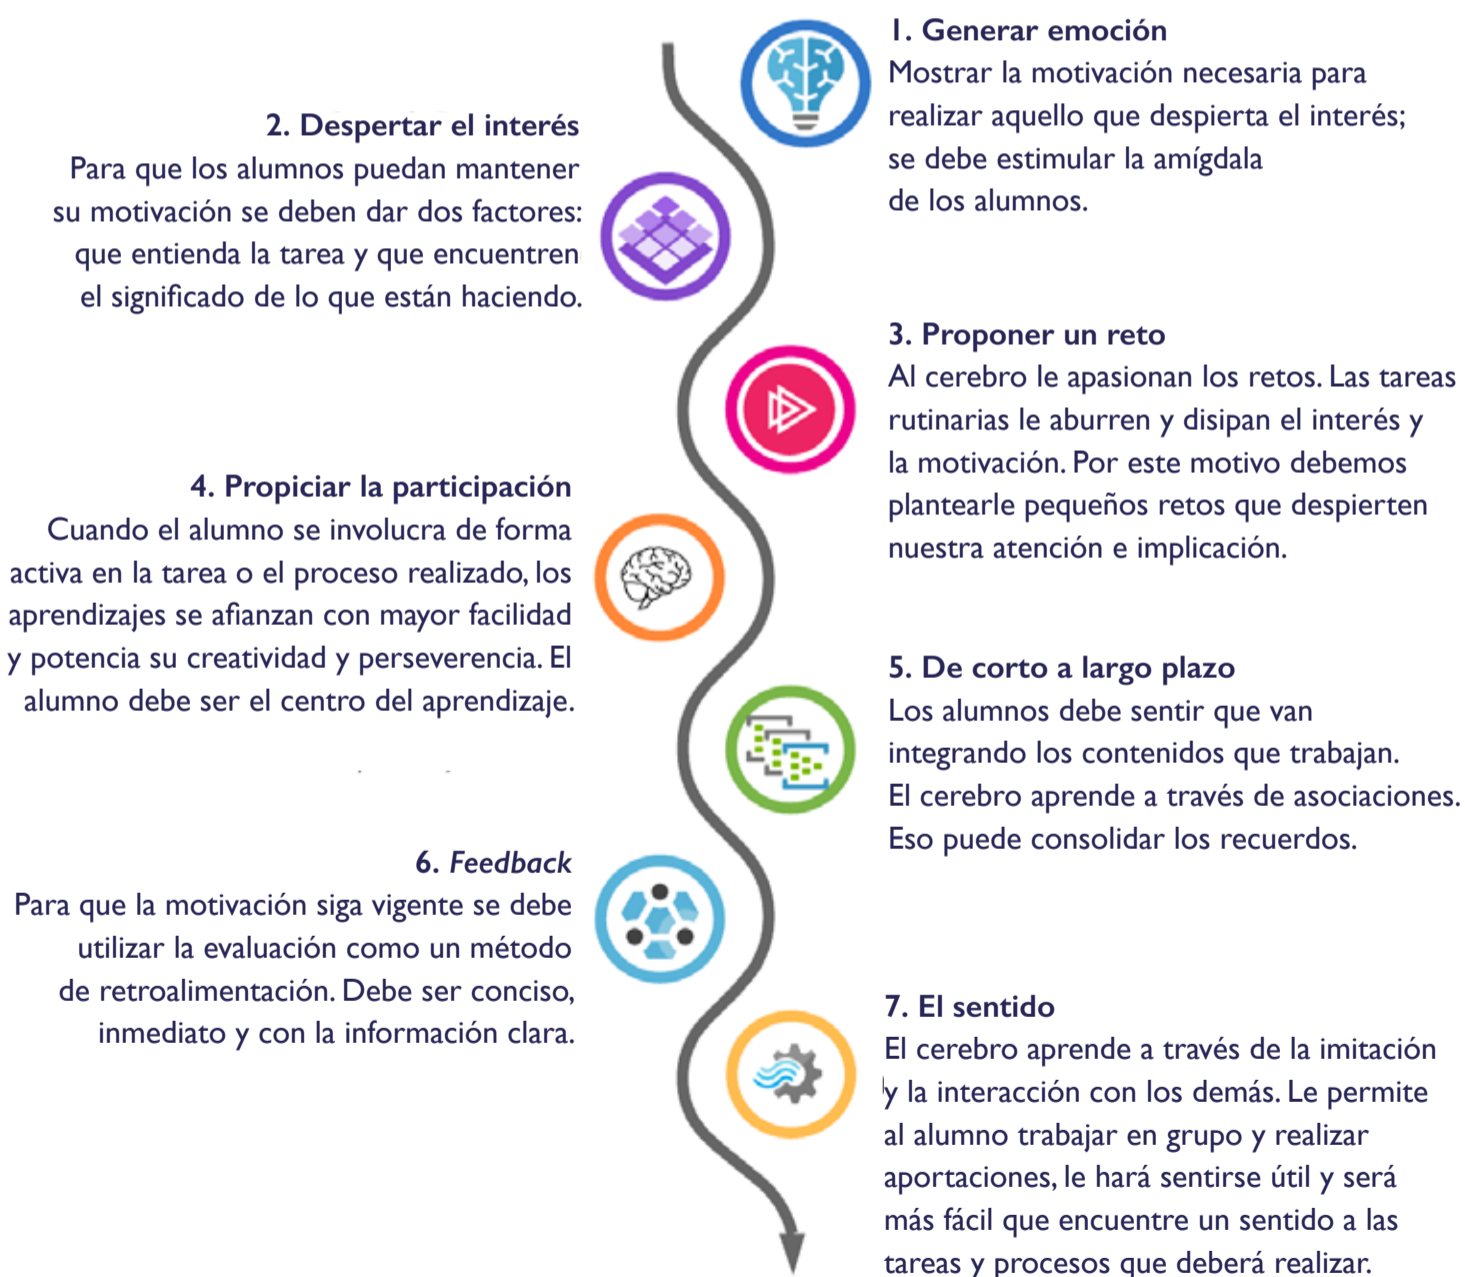 1. Generar emoción
Mostrar la motivación necesaria para
realizar aquello que despierta el interés;
se debe estimular la amígdala
de los alumnos.
2. Despertar el interés
Para que los alumnos puedan mantener
su motivación se deben dar dos factores:
que entienda la tarea y que encuentren
el significado de lo que están haciendo.
3. Proponer un reto
Al cerebro le apasionan los retos. Las tareas
rutinarias le aburren y disipan el interés y
la motivación. Por este motivo debemos
plantearle pequeños retos que despierten
nuestra atención e implicación.
4. Propiciar la participación
Cuando el alumno se involucra de forma
activa en la tarea o el proceso realizado, los
aprendizajes se afianzan con mayor facilidad
y potencia su creatividad y perseverencia. El
alumno debe ser el centro del aprendizaje.
5. De corto a largo plazo
Los alumnos debe sentir que van
integrando los contenidos que trabajan.
El cerebro aprende a través de asociaciones.
Eso puede consolidar los recuerdos.
6. Feedback
Para que la motivación siga vigente se debe
utilizar la evaluación como un método
de retroalimentación. Debe ser conciso,
inmediato y con la información clara.
7. El sentido
El cerebro aprende a través de la imitación
y la interacción con los demás. Le permite
al alumno trabajar en grupo y realizar
aportaciones, le hará sentirse útil y será
más fácil que encuentre un sentido a las
tareas y procesos que deberá realizar.